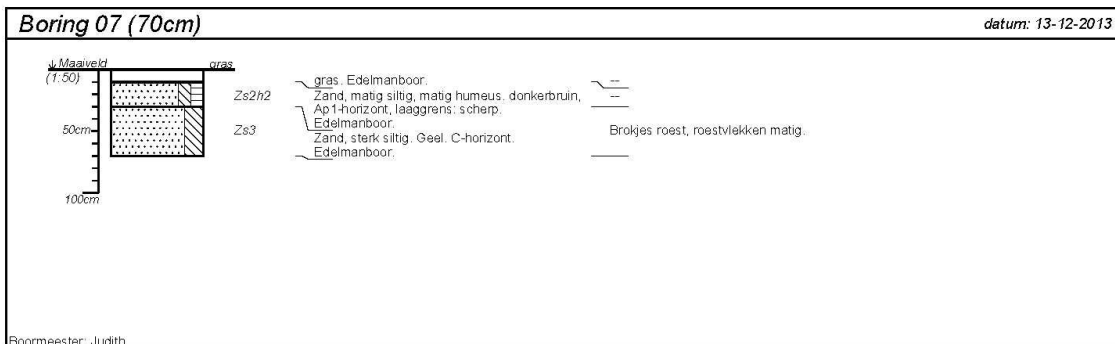 Boring 07 (70cm) datum: 13-12-2013
↓ Maaiveld gras
(1:50) gras. Edelmanboor. --
Zs2h2 Zand, matig siltig, matig humeus. donkerbruin, --
Ap1-horizont, laaggrens: scherp.
50cm Zs3 Edelmanboor. Brokjes roest, roestvlekken matig.
Zand, sterk siltig. Geel. C-horizont.
Edelmanboor.
100cm
Boormeester: Judith